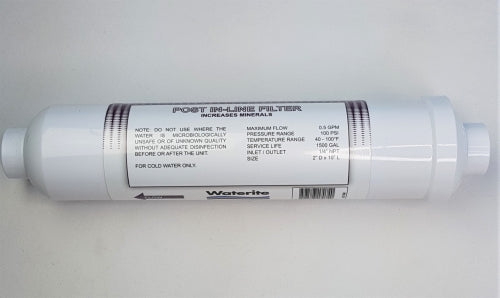 POST IN-LINE FILTER
INCREASES MINERALS
NOTE: DO NOT USE WHERE THE
WATER IS MICROBIOLOGICALLY
UNSAFE OR OF UNKNOWN QUALITY
WITHOUT ADEQUATE DISINFECTION
BEFORE OR AFTER THE UNIT.
FOR COLD WATER ONLY.
MAXIMUM FLOW 0.5 GPM
PRESSURE RANGE 100 PSI
TEMPERATURE RANGE 40 - 100°F
SERVICE LIFE 1500 GAL
INLET / OUTLET 1/4" NPT
SIZE 2" D x 10" L
FLOW
Waterite